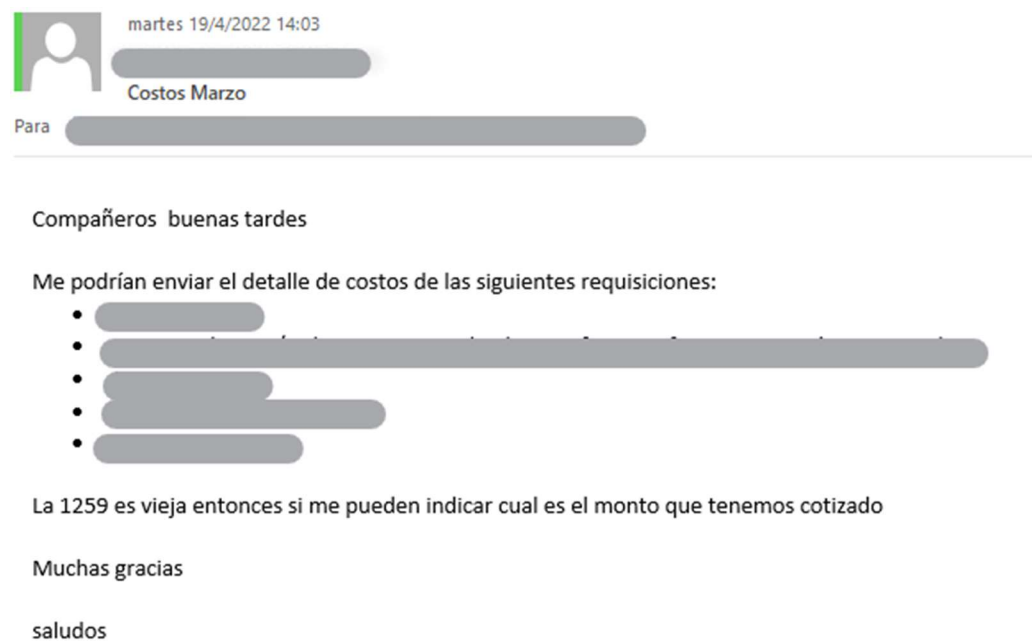 martes 19/4/2022 14:03
Costos Marzo
Para
Compañeros  buenas tardes
Me podrían enviar el detalle de costos de las siguientes requisiciones:
La 1259 es vieja entonces si me pueden indicar cual es el monto que tenemos cotizado
Muchas gracias
saludos